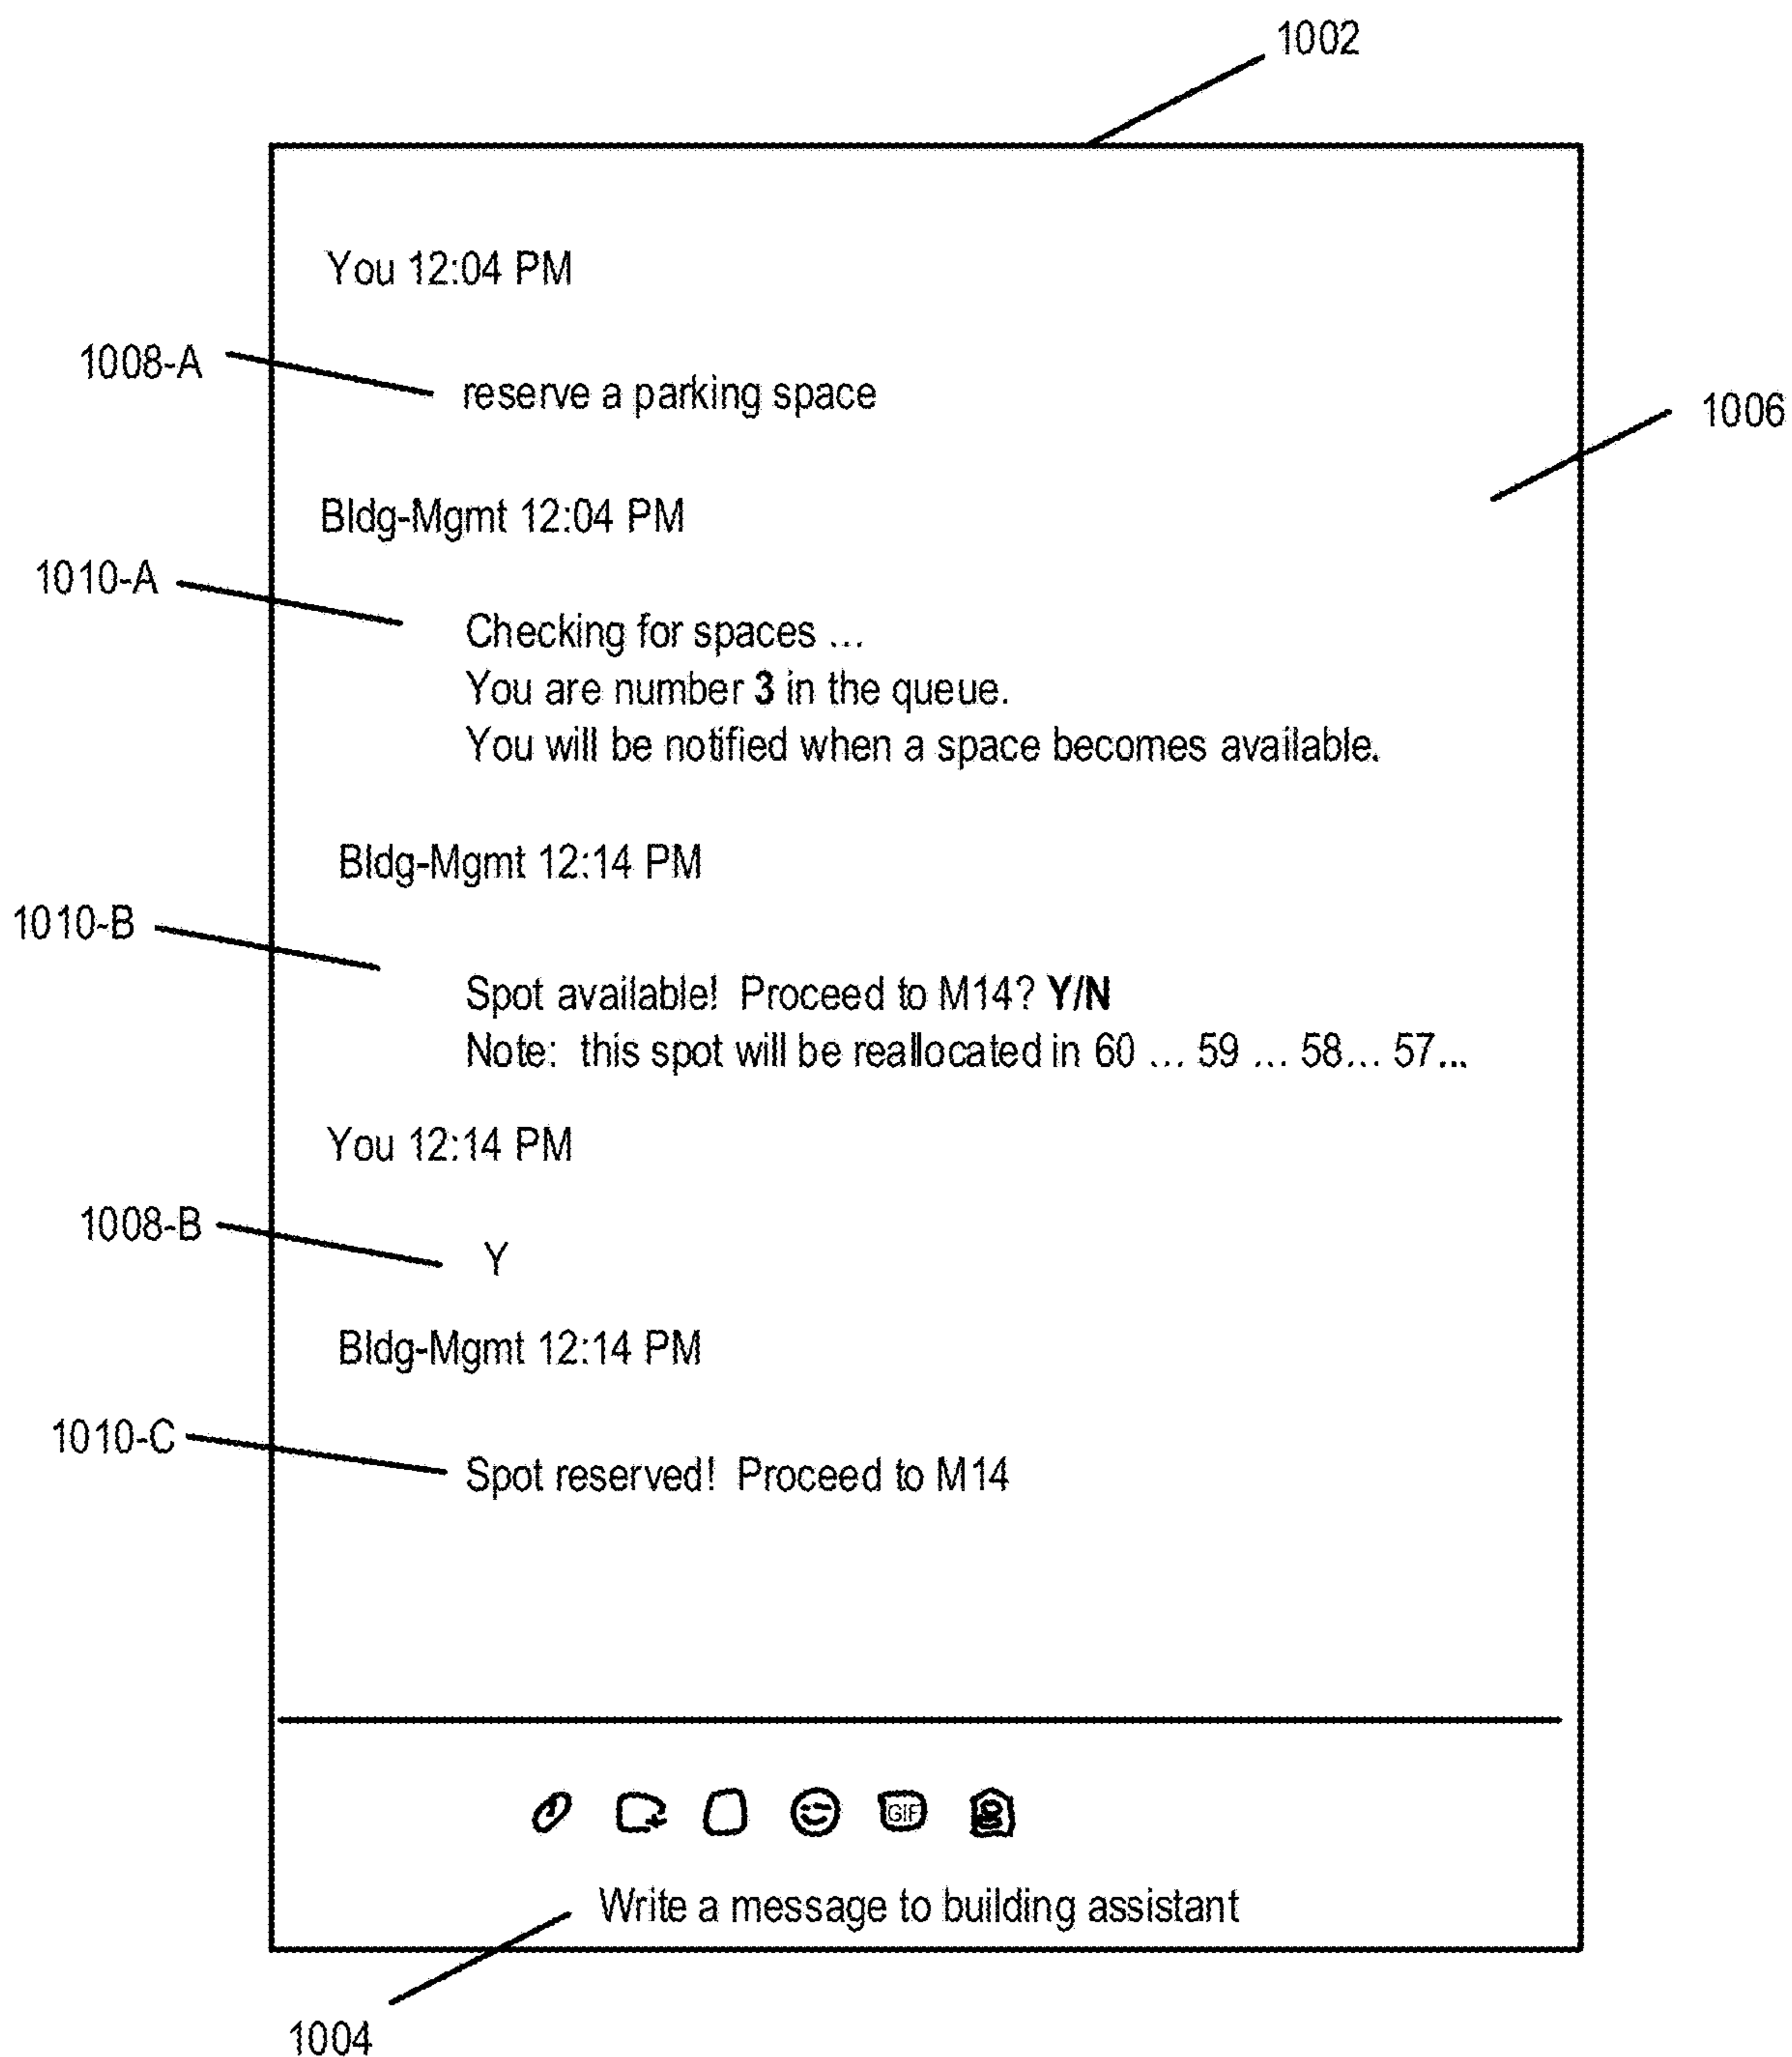 1002
You 12:04 PM
1008-A
reserve a parking space
1006
Bldg-Mgmt 12:04 PM
1010-A
Checking for spaces ...
You are number 3 in the queue.
You will be notified when a space becomes available.
Bldg-Mgmt 12:14 PM
1010-B
Spot available! Proceed to M14? Y/N
Note: this spot will be reallocated in 60 ... 59 ... 58... 57...
You 12:14 PM
1008-B
Y
Bldg-Mgmt 12:14 PM
1010-C
Spot reserved! Proceed to M14
GIF
Write a message to building assistant
1004